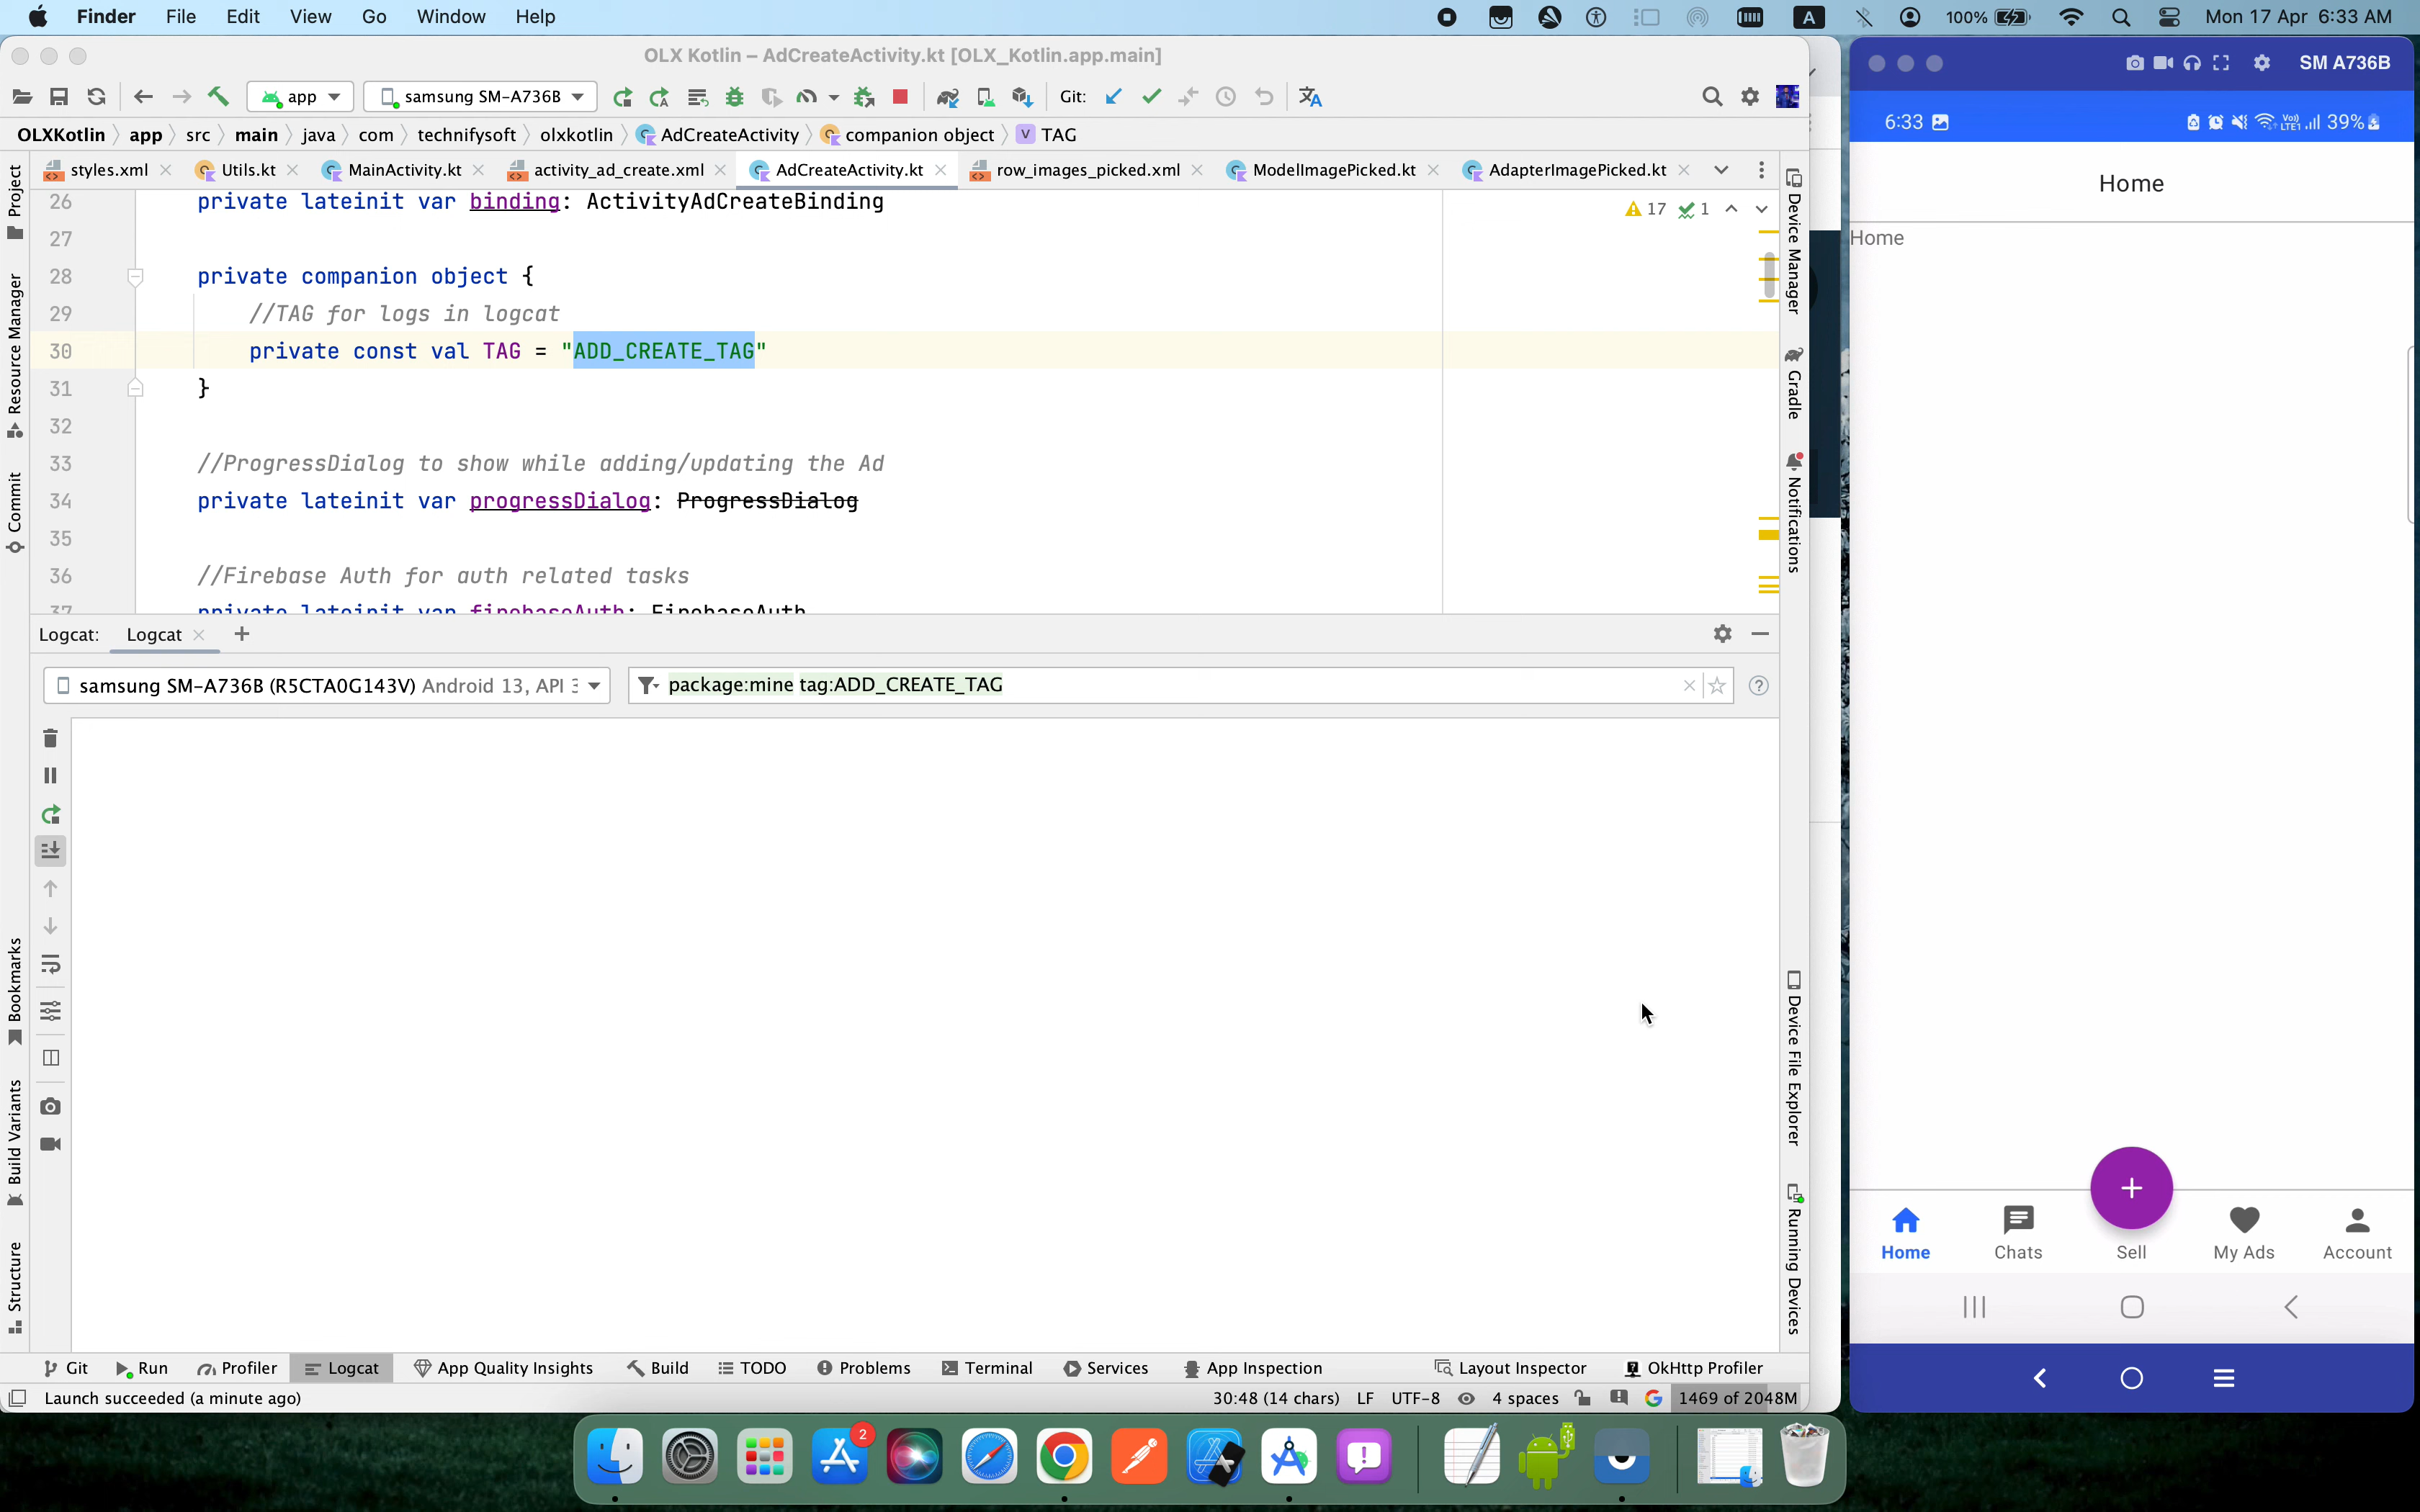 Finder File Edit View Go Window Help
A 100% Mon 17 Apr 6:33 AM
OLX Kotlin – AdCreateActivity.kt [OLX_Kotlin.app.main]
app samsung SM-A736B Git:
OLXKotlin app src main java com technifysoft olxkotlin AdCreateActivity companion object V TAG
styles.xml Utils.kt MainActivity.kt activity_ad_create.xml AdCreateActivity.kt row_images_picked.xml ModelImagePicked.kt AdapterImagePicked.kt
17 1
26 private lateinit var binding: ActivityAdCreateBinding
27
28 private companion object {
29 //TAG for logs in logcat
30 private const val TAG = "ADD_CREATE_TAG"
31 }
32
33 //ProgressDialog to show while adding/updating the Ad
34 private lateinit var progressDialog: ProgressDialog
35
36 //Firebase Auth for auth related tasks
37 private lateinit var firebaseAuth: FirebaseAuth
Project
Resource Manager
Commit
Bookmarks
Build Variants
Structure
Device Manager
Gradle
Notifications
Device File Explorer
Running Devices
Logcat: Logcat
samsung SM-A736B (R5CTA0G143V) Android 13, API package:mine tag:ADD_CREATE_TAG
Git Run Profiler Logcat App Quality Insights Build TODO Problems Terminal Services App Inspection Layout Inspector OkHttp Profiler
Launch succeeded (a minute ago) 30:48 (14 chars) LF UTF-8 4 spaces 1469 of 2048M
2
SM A736B
6:33 39%
Home
Home
Home Chats Sell My Ads Account